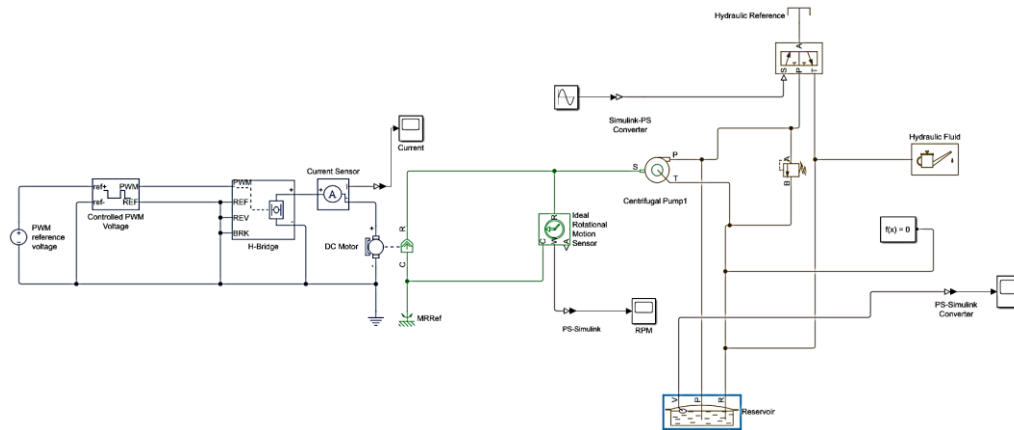 Hydraulic Reference
A
S
P
T
Simulink-PS
Converter
Hydraulic Fluid
Current
Current Sensor
A
I
+
+
-
ref+
ref-
PWM
REF
Controlled PWM
Voltage
PWM
REF
REV
BRK
H-Bridge
PWM
reference
voltage
DC Motor
+
-
R
C
MRRef
S
P
T
Centrifugal Pump1
A
B
R
C
W
A
Ideal
Rotational
Motion
Sensor
f(x) = 0
PS-Simulink
RPM
PS-Simulink
Converter
V
P
R
Reservoir